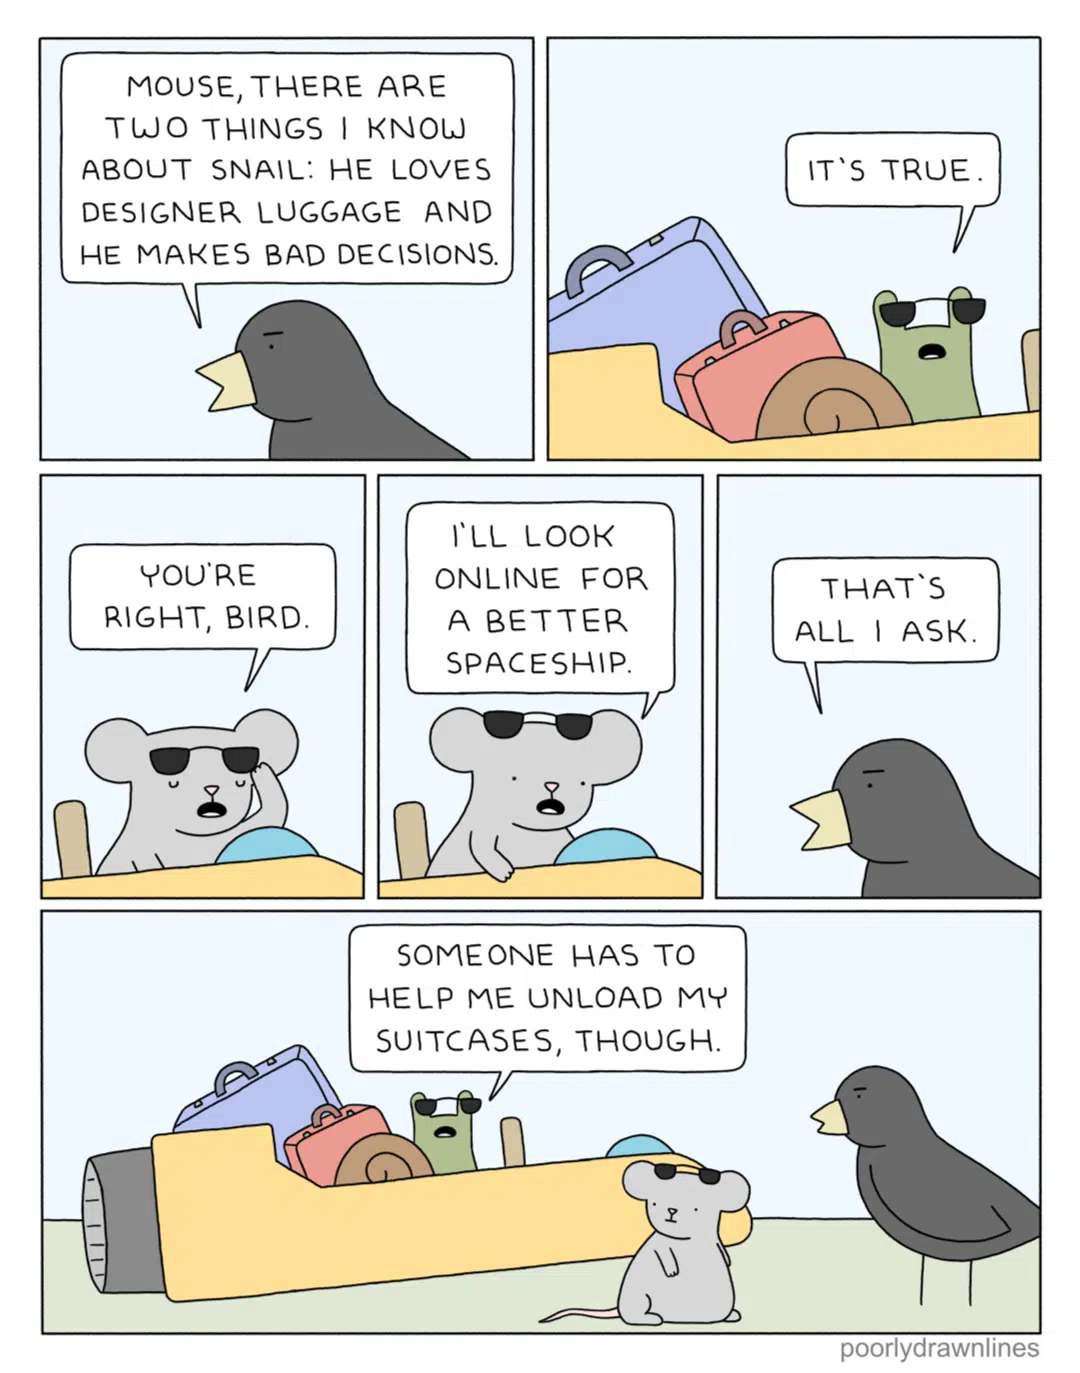 MOUSE, THERE ARE
TWO THINGS I KNOW
ABOUT SNAIL: HE LOVES
DESIGNER LUGGAGE AND
HE MAKES BAD DECISIONS.
IT'S TRUE.
YOU'RE
RIGHT, BIRD.
I'LL LOOK
ONLINE FOR
A BETTER
SPACESHIP.
THAT'S
ALL I ASK.
SOMEONE HAS TO
HELP ME UNLOAD MY
SUITCASES, THOUGH.
poorlydrawnlines